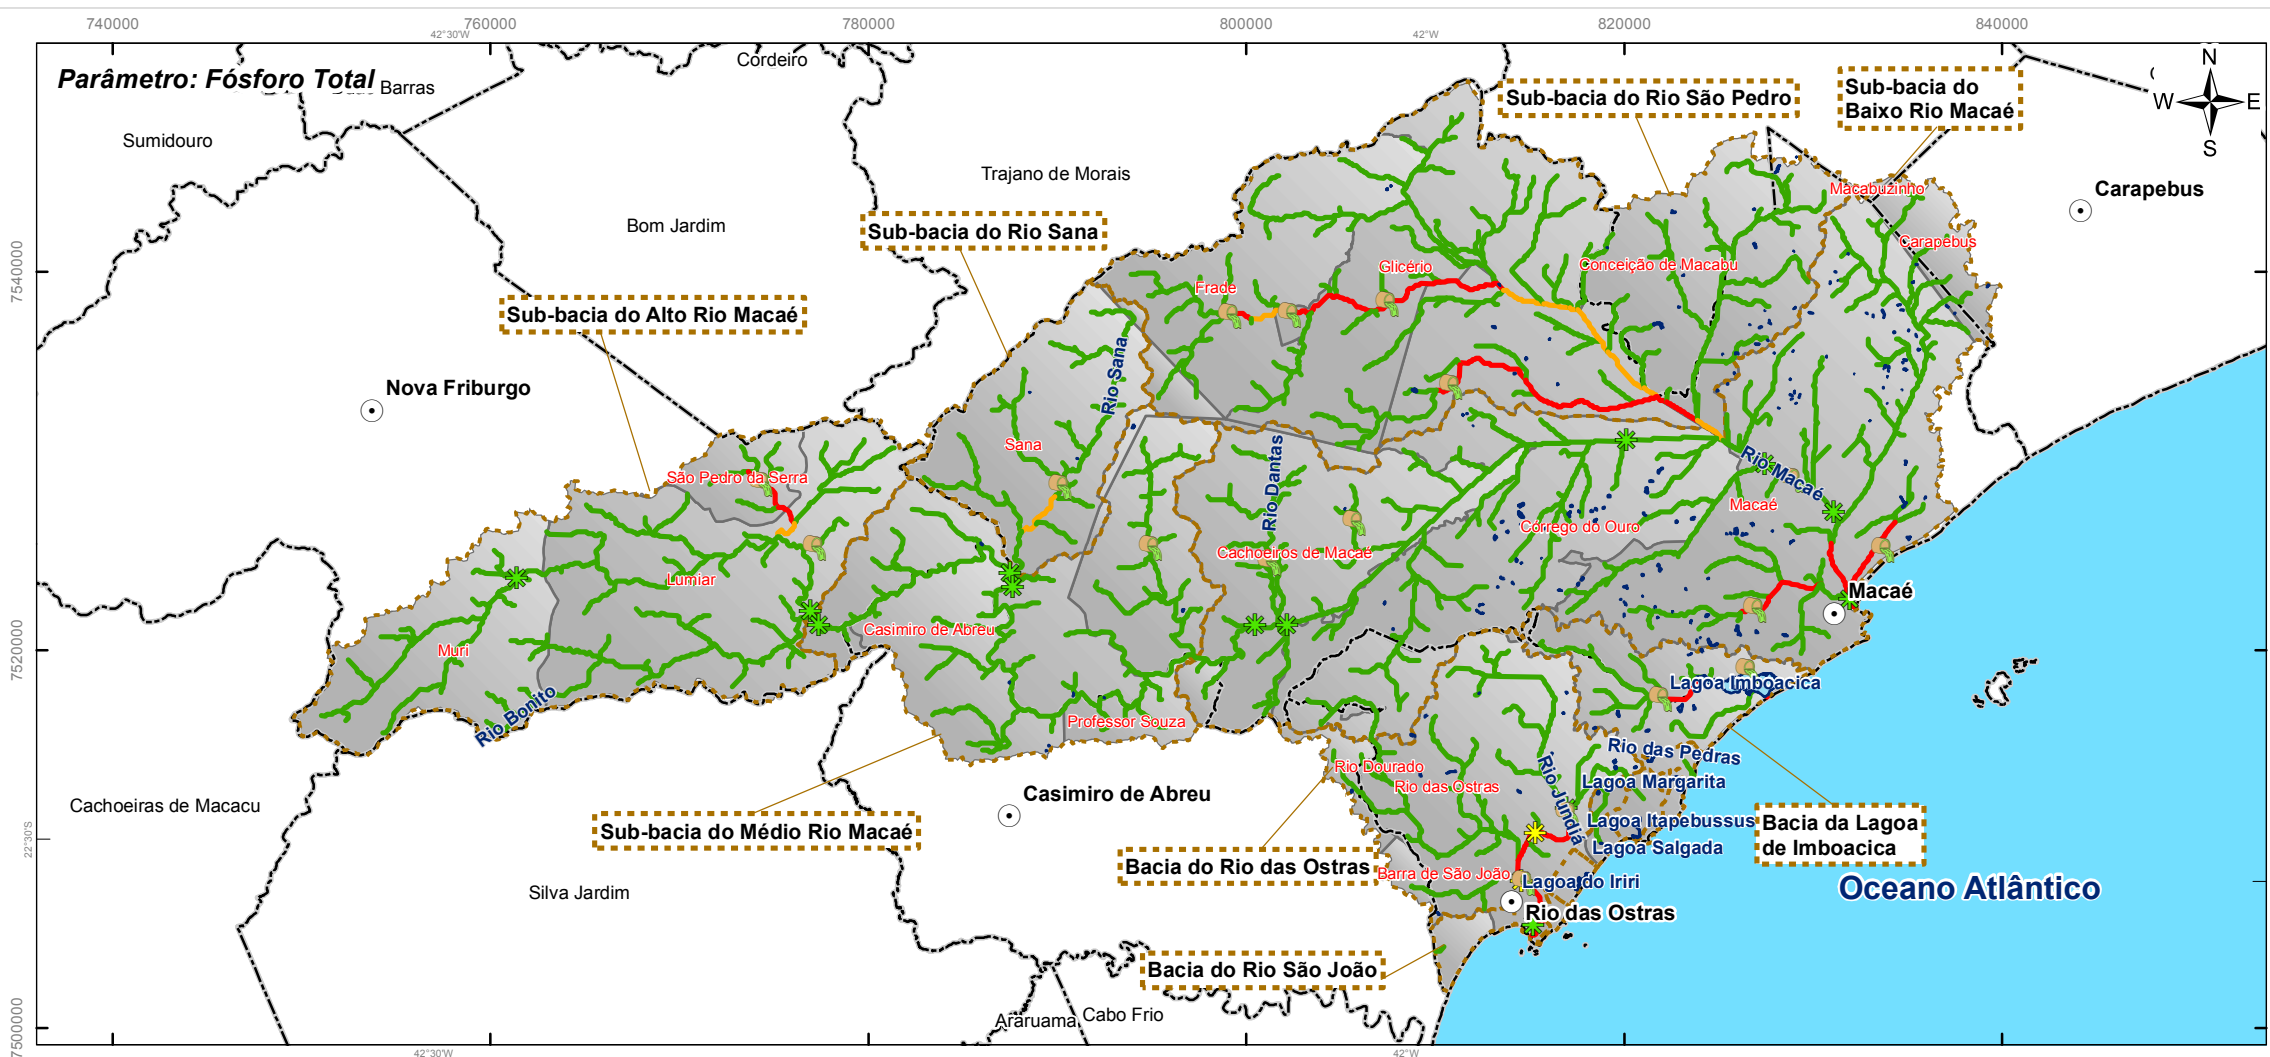 740000
760000
780000
800000
820000
840000
42°30'W
42°W
Parâmetro: Fósforo Total
Barras
Cordeiro
Sumidouro
Trajano de Morais
Bom Jardim
Sub-bacia do Rio São Pedro
Sub-bacia do
Baixo Rio Macaé
N
W
E
S
Carapebus
Macabuzinho
Carapebus
Sub-bacia do Rio Sana
Conceição de Macabu
Glicério
Frade
7540000
Sub-bacia do Alto Rio Macaé
Rio Sana
Nova Friburgo
Sana
São Pedro da Serra
Rio Dantas
Rio Macaé
Macaé
Córrego do Ouro
Cachoeiros de Macaé
Lumiar
Macaé
Casimiro de Abreu
Muri
7520000
Rio Bonito
Lagoa Imboacica
Professor Souza
Rio das Pedras
Rio Dourado
Rio das Ostras
Rio Jundiá
Lagoa Margarita
Cachoeiras de Macacu
Casimiro de Abreu
Sub-bacia do Médio Rio Macaé
Lagoa Itapebussus
Lagoa Salgada
Bacia da Lagoa
de Imboacica
22°30'S
Bacia do Rio das Ostras
Barra de São João
Lagoa do Iriri
Oceano Atlântico
Silva Jardim
Rio das Ostras
Bacia do Rio São João
Araruama
Cabo Frio
7500000
42°30'W
42°W